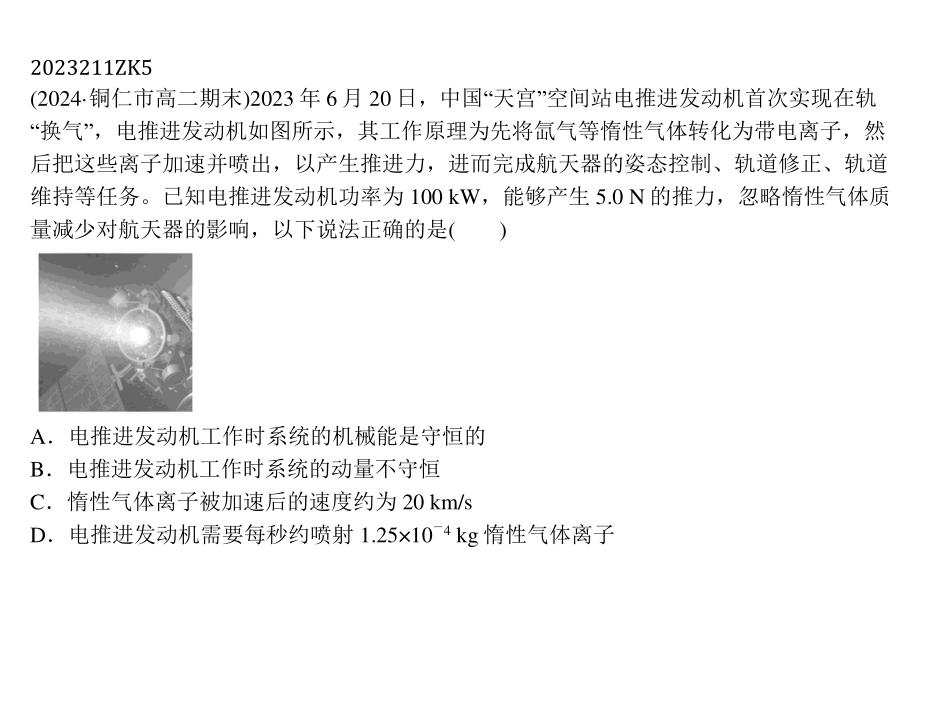 2023211ZK5
(2024·铜仁市高二期末)2023 年 6 月 20 日，中国“天宫”空间站电推进发动机首次实现在轨
“换气”，电推进发动机如图所示，其工作原理为先将氙气等惰性气体转化为带电离子，然
后把这些离子加速并喷出，以产生推进力，进而完成航天器的姿态控制、轨道修正、轨道
维持等任务。已知电推进发动机功率为 100 kW，能够产生 5.0 N 的推力，忽略惰性气体质
量减少对航天器的影响，以下说法正确的是(　　)
A．电推进发动机工作时系统的机械能是守恒的
B．电推进发动机工作时系统的动量不守恒
C．惰性气体离子被加速后的速度约为 20 km/s
D．电推进发动机需要每秒约喷射 1.25×10⁻⁴ kg 惰性气体离子